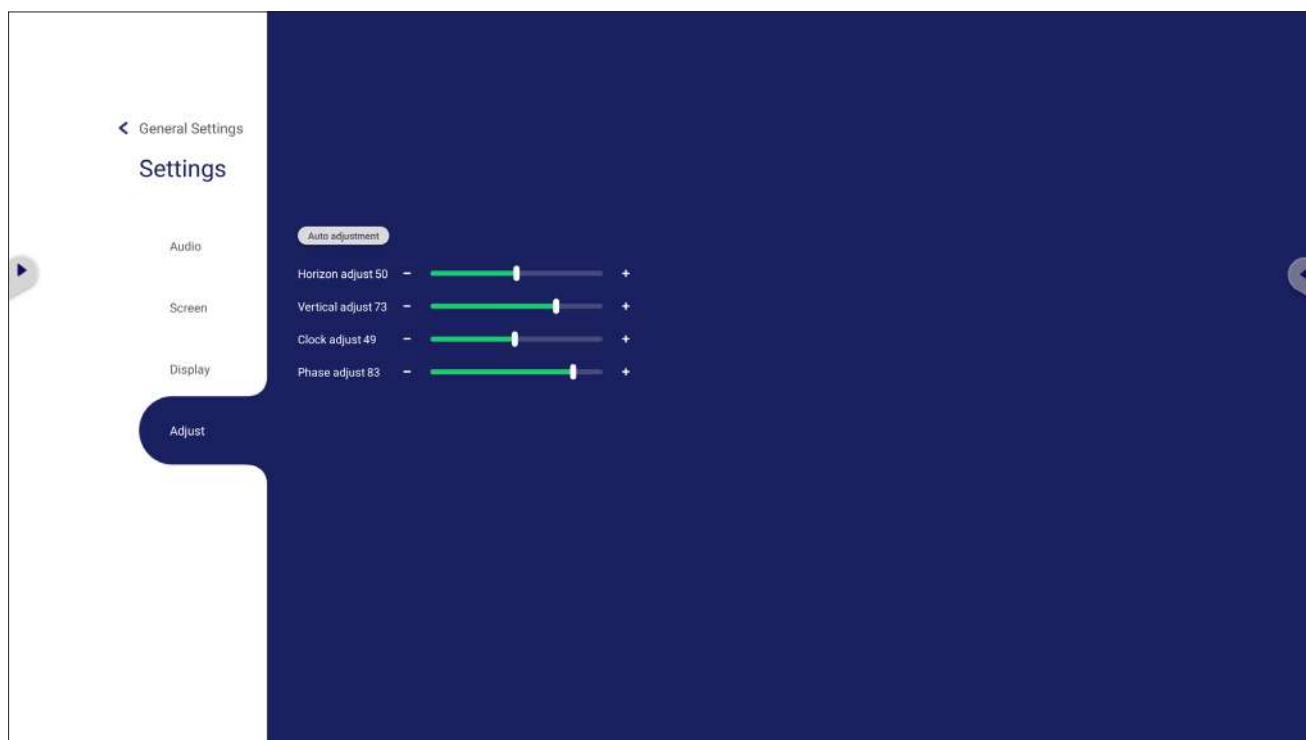 General Settings
Settings
Audio
Screen
Display
Adjust
Auto adjustment
Horizon adjust 50 - +
Vertical adjust 73 - +
Clock adjust 49 - +
Phase adjust 83 - +